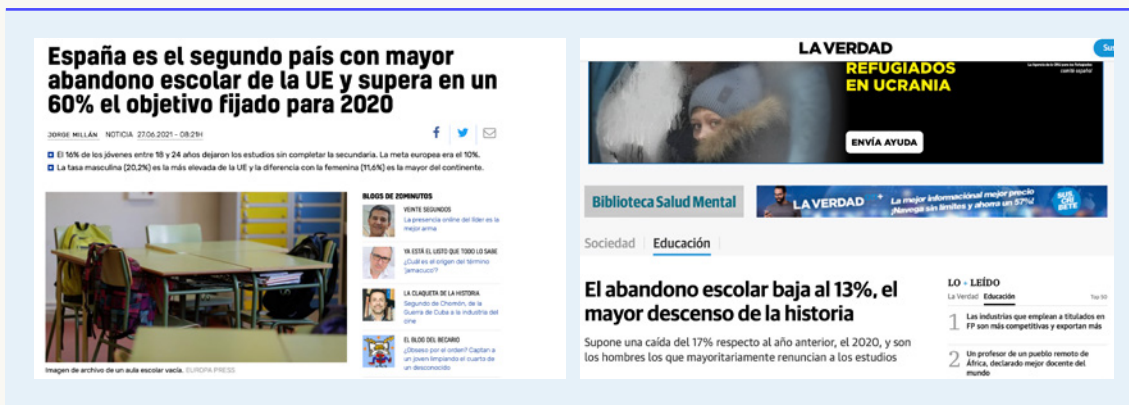 España es el segundo país con mayor
abandono escolar de la UE y supera en un
60% el objetivo fijado para 2020
JORGE MILLÁN NOTICIA 27.06.2021 - 08:21H
El 16% de los jóvenes entre 18 y 24 años dejaron los estudios sin completar la secundaria. La meta europea era el 10%.
La tasa masculina (20,2%) es la más elevada de la UE y la diferencia con la femenina (11,6%) es la mayor del continente.
BLOGS DE 20MINUTOS
VEINTE SEGUNDOS
La presencia online del líder es la
mejor arma
YA ESTÁ EL LISTO QUE TODO LO SABE
¿Cuál es el origen del término
'jamacuco'?
LA CLAQUETA DE LA HISTORIA
Segundo de Chomón, de la
Guerra de Cuba a la industria del
cine
EL BLOG DEL BECARIO
¿Obseso por el orden? Captan a
un joven limpiando el cuarto de
un desconocido
Imagen de archivo de un aula escolar vacía. EUROPA PRESS
LA VERDAD
Sus
REFUGIADOS
EN UCRANIA
ENVÍA AYUDA
Biblioteca Salud Mental
LA VERDAD
+
La mejor información al mejor precio
¡Navega sin límites y ahorra un 57%!
SUS
CRÍ
BETE
Sociedad
Educación
El abandono escolar baja al 13%, el
mayor descenso de la historia
Supone una caída del 17% respecto al año anterior, el 2020, y son
los hombres los que mayoritariamente renuncian a los estudios
LO + LEÍDO
La Verdad Educación Top 50
1 Las industrias que emplean a titulados en
FP son más competitivas y exportan más
2 Un profesor de un pueblo remoto de
África, declarado mejor docente del
mundo